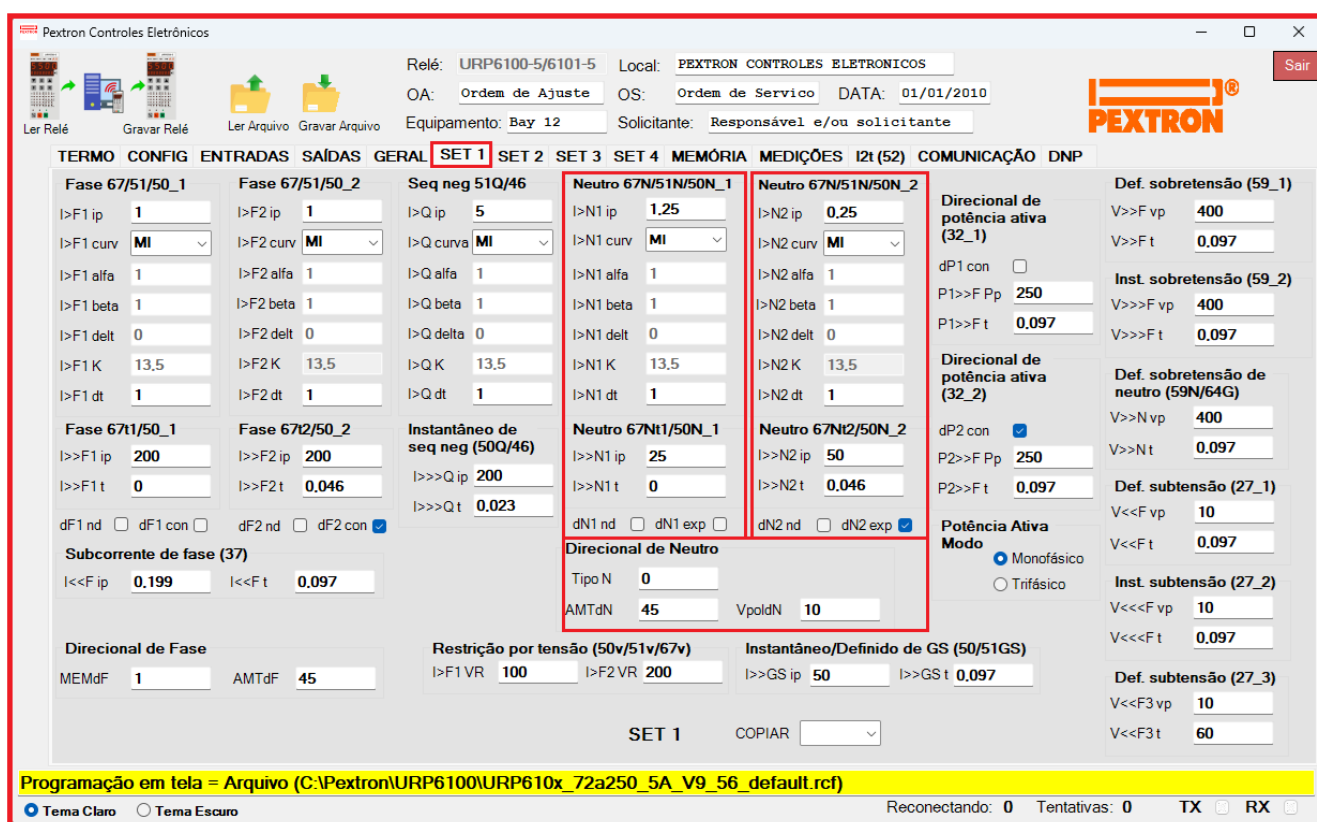 Pextron Controles Eletrônicos
Relé: URP6100-5/6101-5 Local: PEXTRON CONTROLES ELETRONICOS Sair
OA: Ordem de Ajuste OS: Ordem de Servico DATA: 01/01/2010
Equipamento: Bay 12 Solicitante: Responsável e/ou solicitante
Ler Relé Gravar Relé Ler Arquivo Gravar Arquivo
PEXTRON®
TERMO CONFIG ENTRADAS SAÍDAS GERAL SET 1 SET 2 SET 3 SET 4 MEMÓRIA MEDIÇÕES I2t (52) COMUNICAÇÃO DNP
Fase 67/51/50_1
I>F1 ip 1
I>F1 curv MI
I>F1 alfa 1
I>F1 beta 1
I>F1 delt 0
I>F1 K 13,5
I>F1 dt 1
Fase 67t1/50_1
I>>F1 ip 200
I>>F1 t 0,000
dF1 nd dF1 con
Fase 67/51/50_2
I>F2 ip 1
I>F2 curv MI
I>F2 alfa 1
I>F2 beta 1
I>F2 delt 0
I>F2 K 13,5
I>F2 dt 1
Fase 67t2/50_2
I>>F2 ip 200
I>>F2 t 0,046
dF2 nd dF2 con
Seq neg 51Q/46
I>Q ip 5
I>Q curva MI
I>Q alfa 1
I>Q beta 1
I>Q delta 0
I>Q K 13,5
I>Q dt 1
Instantâneo de
seq neg (50Q/46)
I>>>Q ip 200
I>>>Q t 0,023
Neutro 67N/51N/50N_1
I>N1 ip 1,25
I>N1 curv MI
I>N1 alfa 1
I>N1 beta 1
I>N1 delt 0
I>N1 K 13,5
I>N1 dt 1
Neutro 67Nt1/50N_1
I>>N1 ip 25
I>>N1 t 0
dN1 nd dN1 exp
Neutro 67N/51N/50N_2
I>N2 ip 0,25
I>N2 curv MI
I>N2 alfa 1
I>N2 beta 1
I>N2 delt 0
I>N2 K 13,5
I>N2 dt 1
Neutro 67Nt2/50N_2
I>>N2 ip 50
I>>N2 t 0,046
dN2 nd dN2 exp
Direcional de
potência ativa
(32_1)
dP1 con
P1>>F Pp 250
P1>>F t 0,097
Direcional de
potência ativa
(32_2)
dP2 con
P2>>F Pp 250
P2>>F t 0,097
Potência Ativa
Modo
Monofásico
Trifásico
Def. sobretensão (59_1)
V>>F vp 400
V>>F t 0,097
Inst. sobretensão (59_2)
V>>>F vp 400
V>>>F t 0,097
Def. sobretensão de
neutro (59N/64G)
V>>N vp 400
V>>N t 0,097
Def. subtensão (27_1)
V<<F vp 10
V<<F t 0,097
Inst. subtensão (27_2)
V<<<F vp 10
V<<<F t 0,097
Def. subtensão (27_3)
V<<F3 vp 10
V<<F3 t 60
Subcorrente de fase (37)
I<<F ip 0,199 I<<F t 0,097
Direcional de Neutro
Tipo N 0
AMTdN 45 VpoldN 10
Direcional de Fase
MEMdF 1 AMTdF 45
Restrição por tensão (50v/51v/67v)
I>F1 VR 100 I>F2 VR 200
Instantâneo/Definido de GS (50/51GS)
I>>GS ip 50 I>>GS t 0,097
SET 1 COPIAR
Programação em tela = Arquivo (C:\Pextron\URP6100\URP610x_72a250_5A_V9_56_default.rcf)
Tema Claro Tema Escuro Reconectando: 0 Tentativas: 0 TX RX